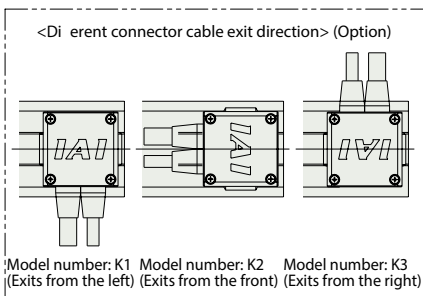 <Di erent connector cable exit direction> (Option)
IAI
IAI
IAI
Model number: K1
(Exits from the left)
Model number: K2
(Exits from the front)
Model number: K3
(Exits from the right)